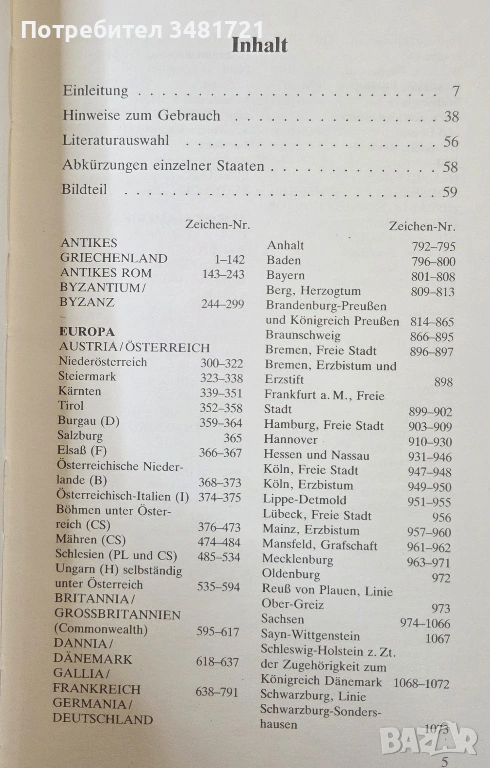 Потребител 3481721
Inhalt
Einleitung . . . . . . . . . . . . . . . . . . . . . . . . 7
Hinweise zum Gebrauch . . . . . . . . . . . . . . . . 38
Literaturauswahl . . . . . . . . . . . . . . . . . . . . 56
Abkürzungen einzelner Staaten . . . . . . . . . . . . . 58
Bildteil . . . . . . . . . . . . . . . . . . . . . . . . . 59
Zeichen-Nr.
ANTIKES
GRIECHENLAND 1–142
ANTIKES ROM 143–243
BYZANTIUM/
BYZANZ 244–299
EUROPA
AUSTRIA/ÖSTERREICH
Niederösterreich 300–322
Steiermark 323–338
Kärnten 339–351
Tirol 352–358
Burgau (D) 359–364
Salzburg 365
Elsaß (F) 366–367
Österreichische Nieder-
lande (B) 368–373
Österreichisch-Italien (I) 374–375
Böhmen unter Öster-
reich (CS) 376–473
Mähren (CS) 474–484
Schlesien (PL und CS) 485–534
Ungarn (H) selbständig
unter Österreich 535–594
BRITANNIA/
GROSSBRITANNIEN
(Commonwealth) 595–617
DANNIA/
DÄNEMARK 618–637
GALLIA/
FRANKREICH 638–791
GERMANIA/
DEUTSCHLAND
Zeichen-Nr.
Anhalt 792–795
Baden 796–800
Bayern 801–808
Berg, Herzogtum 809–813
Brandenburg-Preußen
und Königreich Preußen 814–865
Braunschweig 866–895
Bremen, Freie Stadt 896–897
Bremen, Erzbistum und
Erzstift 898
Frankfurt a. M., Freie
Stadt 899–902
Hamburg, Freie Stadt 903–909
Hannover 910–930
Hessen und Nassau 931–946
Köln, Freie Stadt 947–948
Köln, Erzbistum 949–950
Lippe-Detmold 951–955
Lübeck, Freie Stadt 956
Mainz, Erzbistum 957–960
Mansfeld, Grafschaft 961–962
Mecklenburg 963–971
Oldenburg 972
Reuß von Plauen, Linie
Ober-Greiz 973
Sachsen 974–1066
Sayn-Wittgenstein 1067
Schleswig-Holstein z. Zt.
der Zugehörigkeit zum
Königreich Dänemark 1068–1072
Schwarzburg, Linie
Schwarzburg-Sonders-
hausen 1073
5
BAZAR